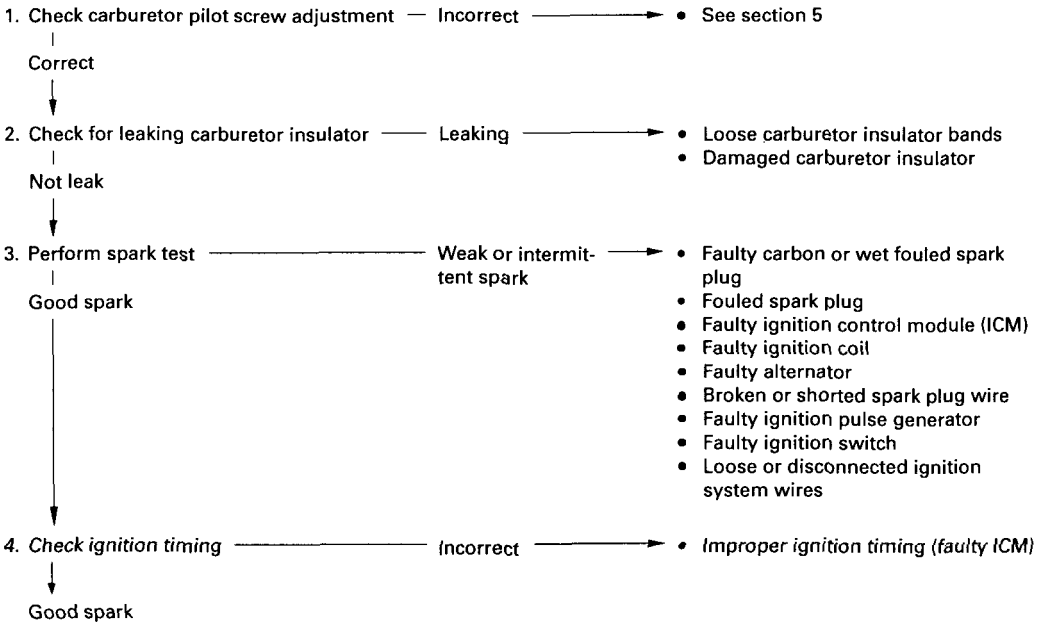 1. Check carburetor pilot screw adjustment — Incorrect • See section 5
Correct
2. Check for leaking carburetor insulator — Leaking • Loose carburetor insulator bands
• Damaged carburetor insulator
Not leak
3. Perform spark test — Weak or intermit- • Faulty carbon or wet fouled spark
tent spark plug
Good spark • Fouled spark plug
• Faulty ignition control module (ICM)
• Faulty ignition coil
• Faulty alternator
• Broken or shorted spark plug wire
• Faulty ignition pulse generator
• Faulty ignition switch
• Loose or disconnected ignition
system wires
4. Check ignition timing — Incorrect • Improper ignition timing (faulty ICM)
Good spark